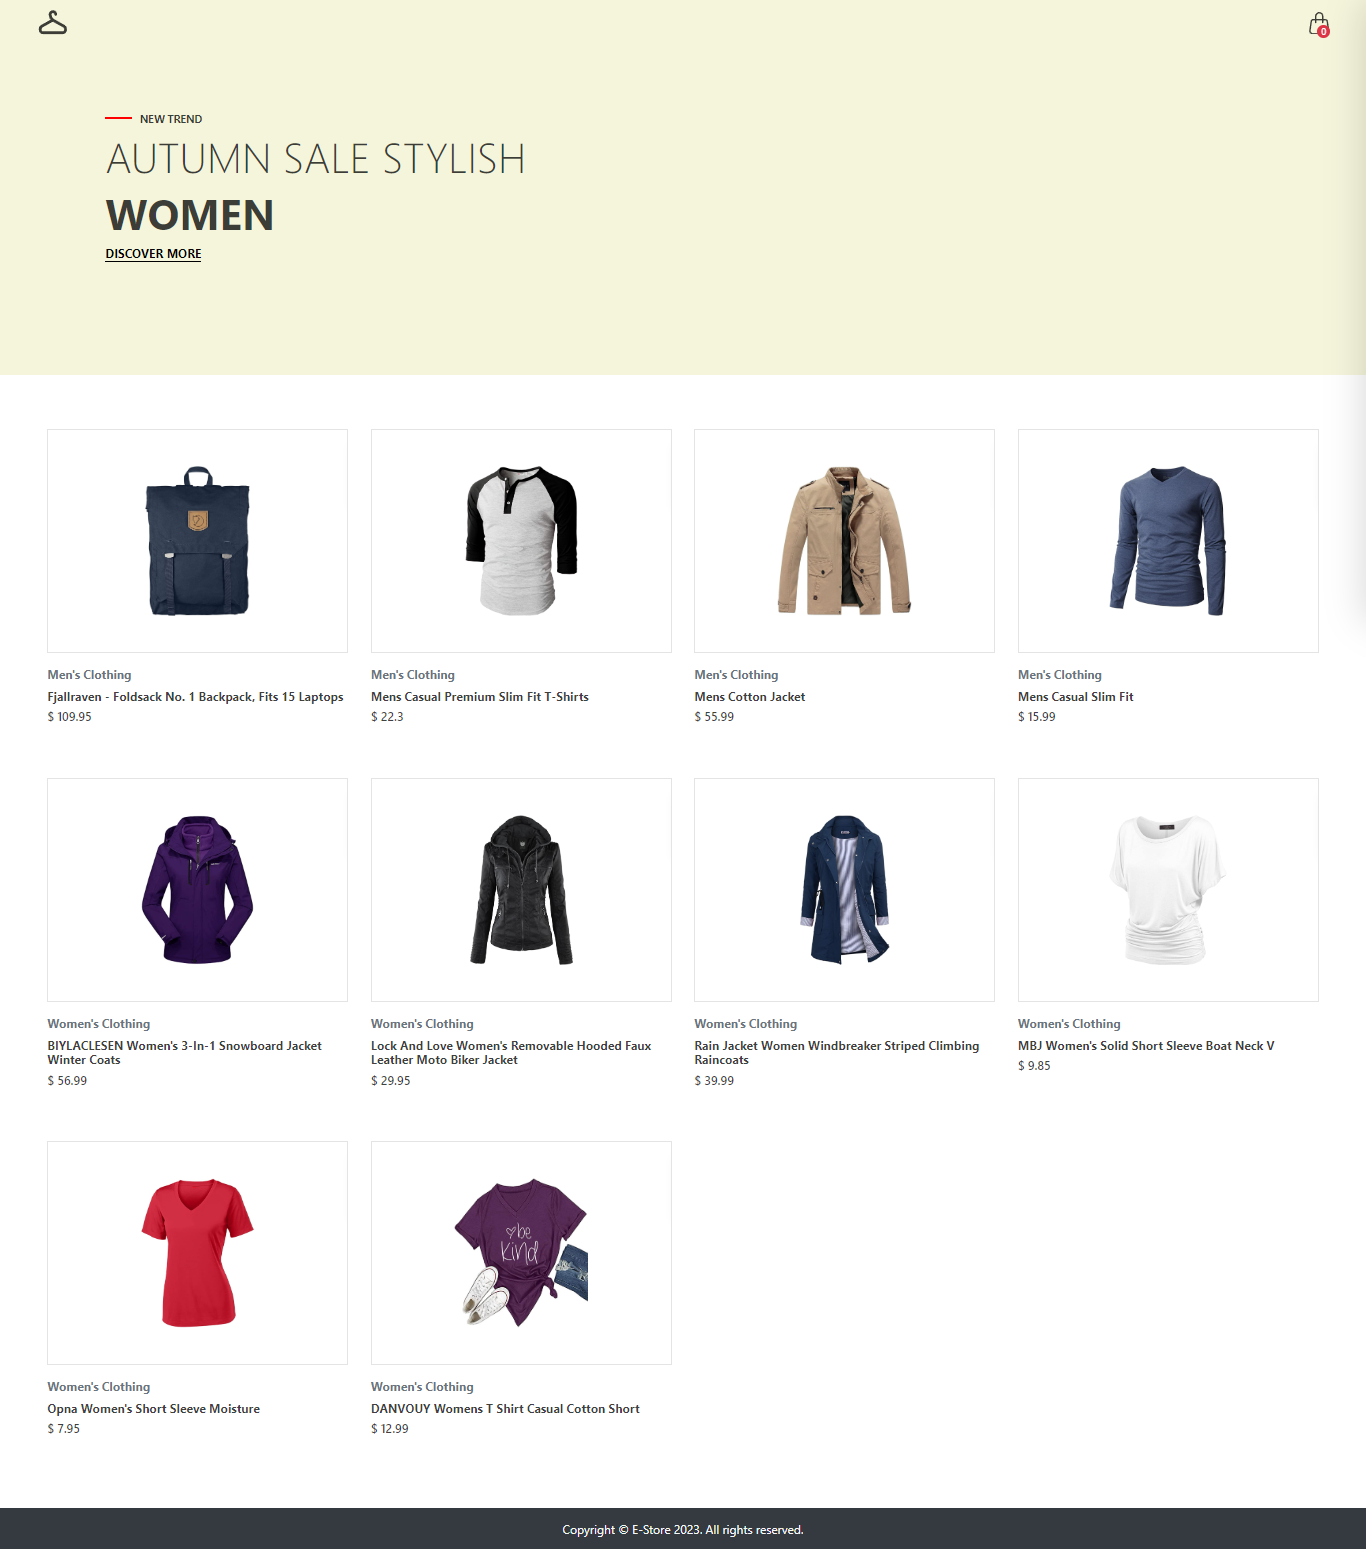 0
NEW TREND
AUTUMN SALE STYLISH
WOMEN
DISCOVER MORE
Men's Clothing
Fjallraven - Foldsack No. 1 Backpack, Fits 15 Laptops
$ 109.95
Men's Clothing
Mens Casual Premium Slim Fit T-Shirts
$ 22.3
Men's Clothing
Mens Cotton Jacket
$ 55.99
Men's Clothing
Mens Casual Slim Fit
$ 15.99
Women's Clothing
BIYLACLESEN Women's 3-In-1 Snowboard Jacket
Winter Coats
$ 56.99
Women's Clothing
Lock And Love Women's Removable Hooded Faux
Leather Moto Biker Jacket
$ 29.95
Women's Clothing
Rain Jacket Women Windbreaker Striped Climbing
Raincoats
$ 39.99
Women's Clothing
MBJ Women's Solid Short Sleeve Boat Neck V
$ 9.85
Women's Clothing
Opna Women's Short Sleeve Moisture
$ 7.95
be
kind
Women's Clothing
DANVOUY Womens T Shirt Casual Cotton Short
$ 12.99
Copyright © E-Store 2023. All rights reserved.